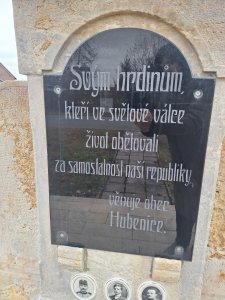 Svým hrdinům,
kteří ve světové válce
život obětovali
za samostatnost naší republiky,
věnuje obec
Hubenice.